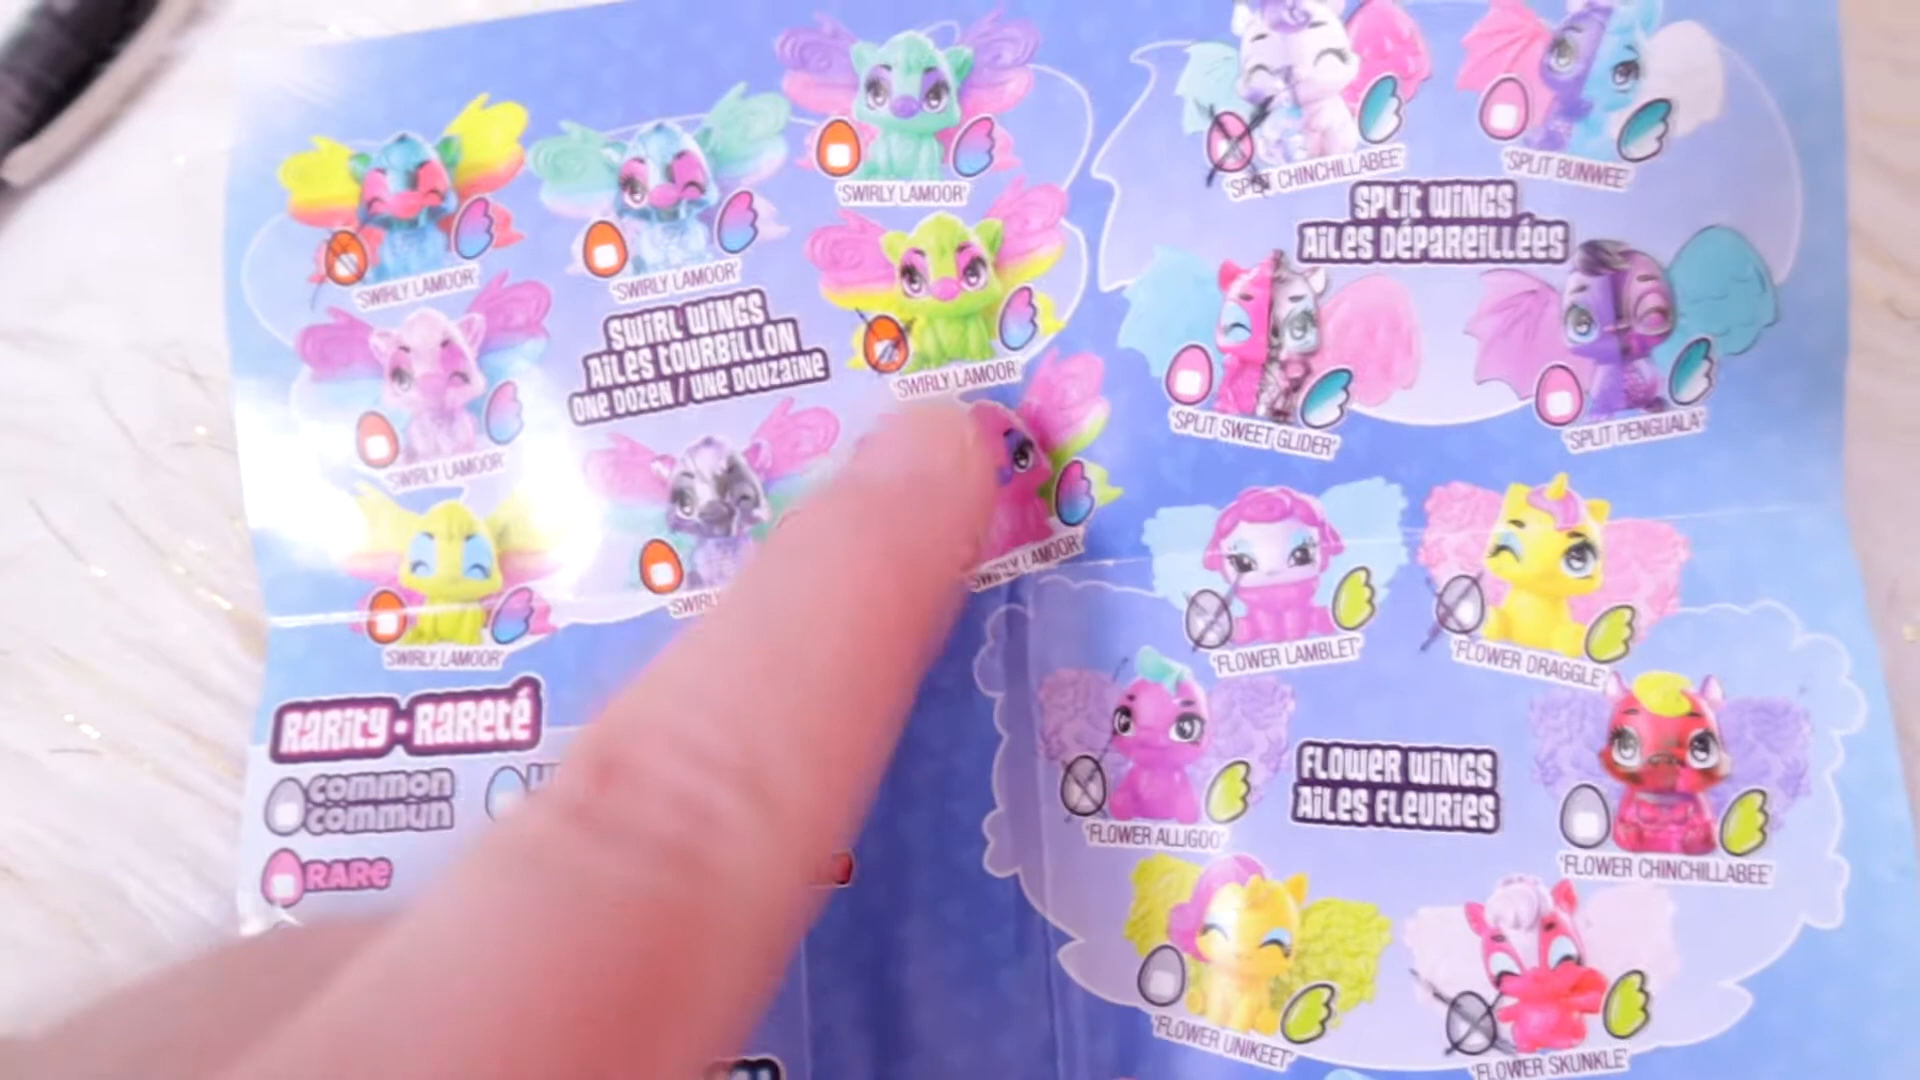 'SWIRLY LAMOOR'
'SWIRLY LAMOOR'
'SWIRLY LAMOOR'
'SWIRLY LAMOOR'
SWIRL WINGS
AILES TOURBILLON
ONE DOZEN / UNE DOUZAINE
'SWIRLY LAMOOR'
'SWIRLY LAMOOR'
'SWIRLY LAMOOR'
RARITY • RARETÉ
COMMON
COMMUN
RARE
'SPLIT CHINCHILLABEE'
'SPLIT BUNWEE'
SPLIT WINGS
AILES DÉPAREILLÉES
'SPLIT SWEET GLIDER'
'SPLIT PENGUALA'
'FLOWER LAMBLET'
'FLOWER DRAGGLE'
'FLOWER ALLIGOO'
FLOWER WINGS
AILES FLEURIES
'FLOWER CHINCHILLABEE'
'FLOWER UNIKEET'
'FLOWER SKUNKLE'